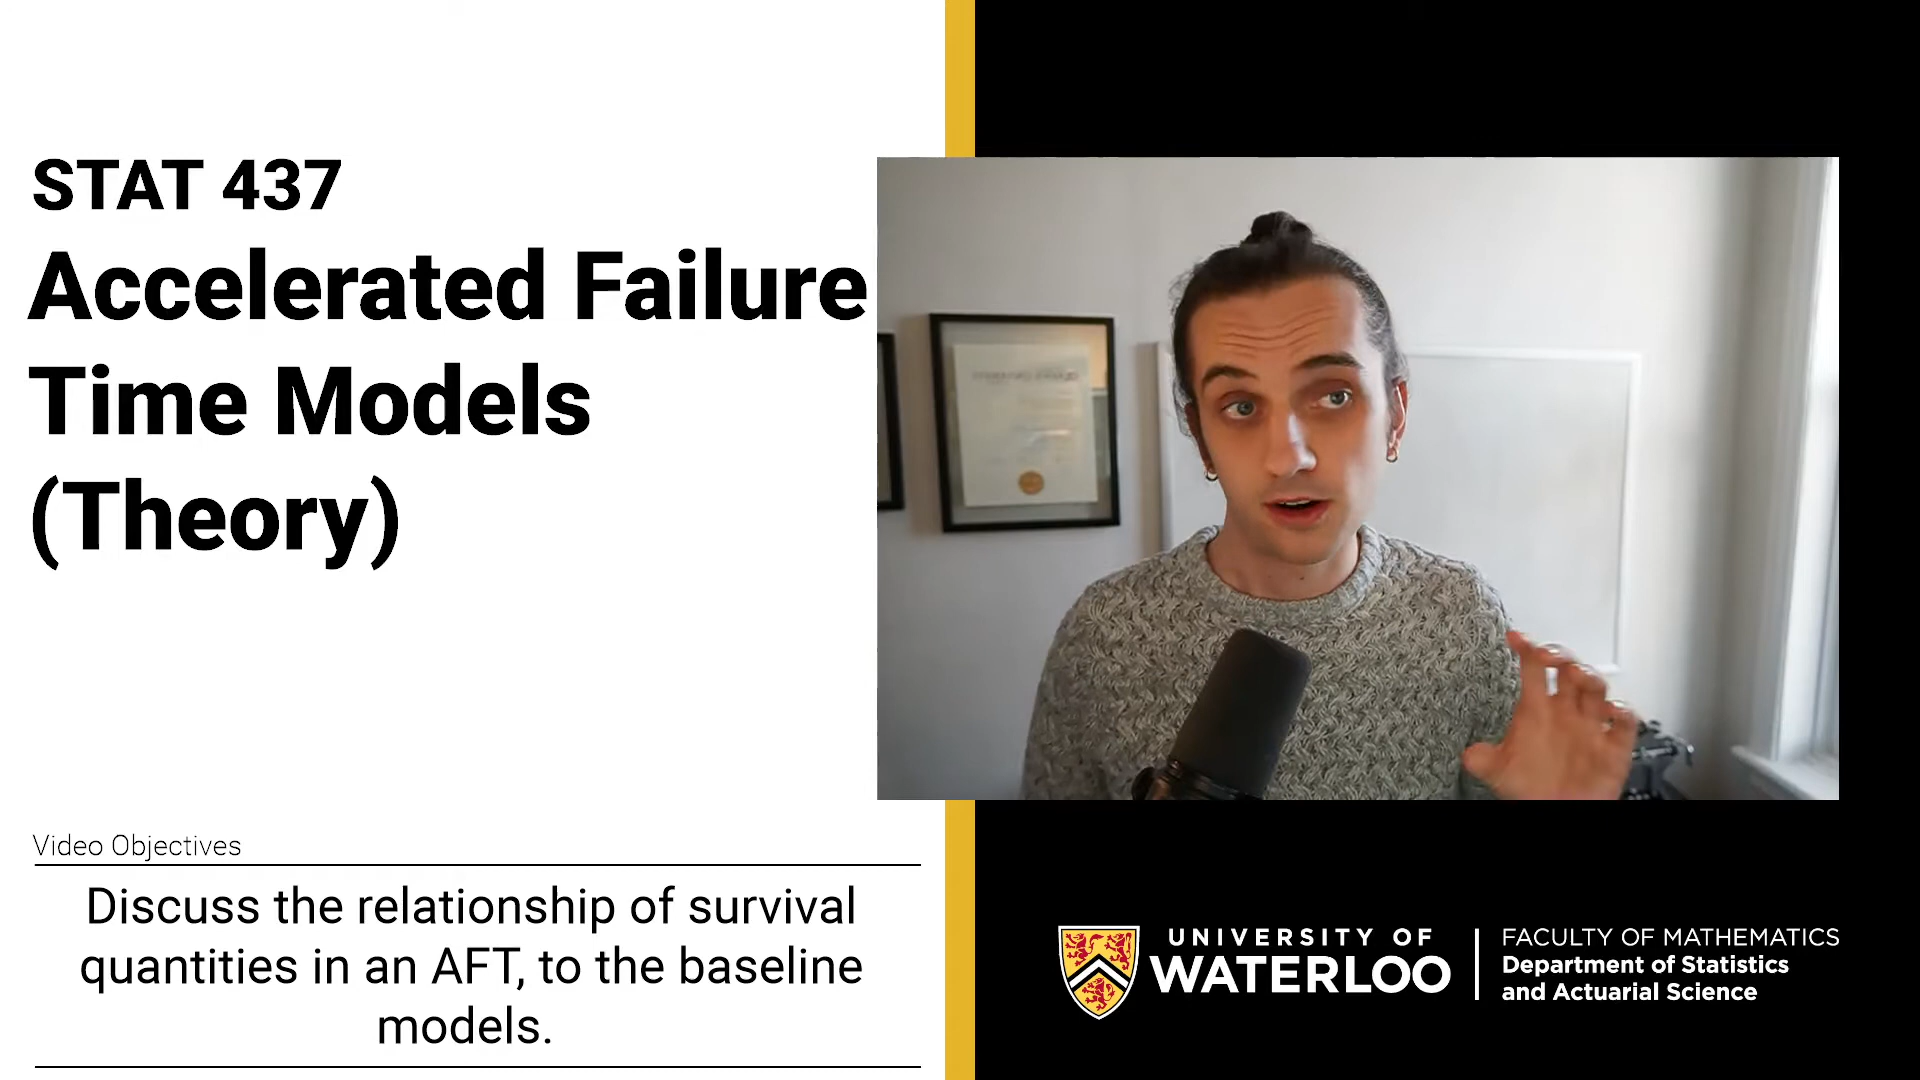 STAT 437
Accelerated Failure
Time Models
(Theory)
Video Objectives
Discuss the relationship of survival
quantities in an AFT, to the baseline
models.
UNIVERSITY OF
WATERLOO
FACULTY OF MATHEMATICS
Department of Statistics
and Actuarial Science